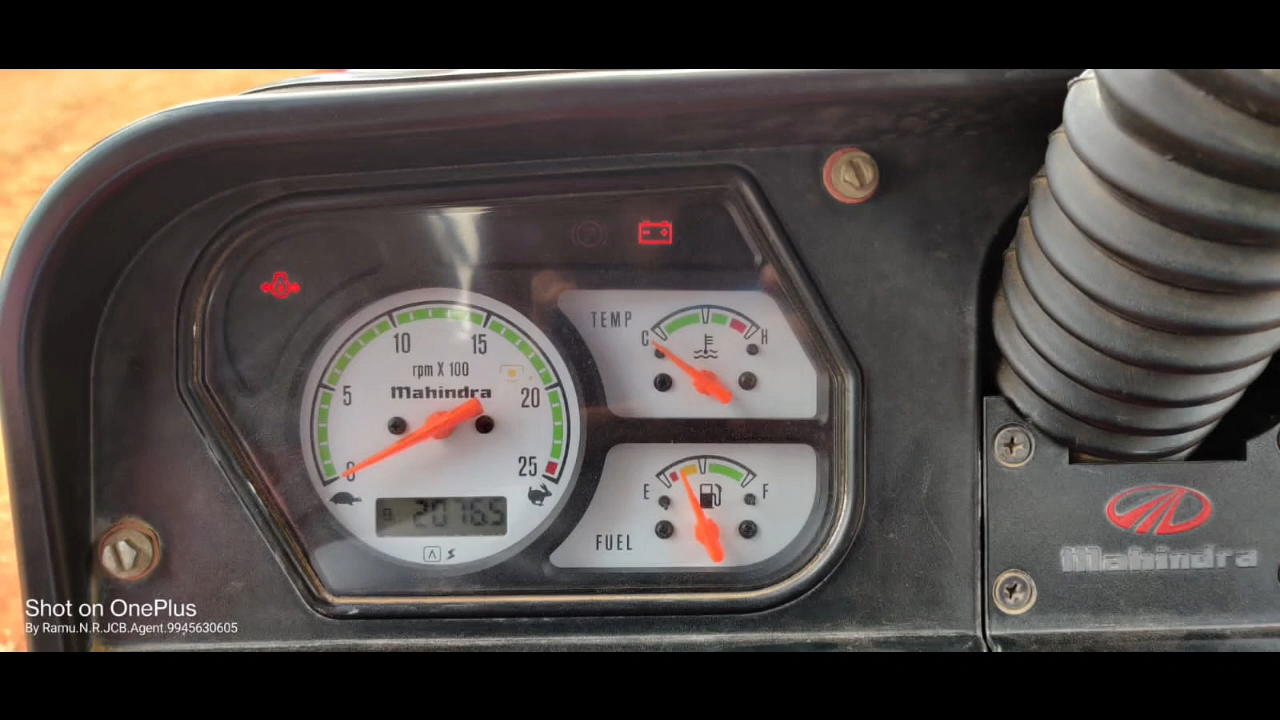 TEMP
C
H
10
15
rpm X 100
5
20
Mahindra
25
0
E
F
20765
FUEL
Mahindra
Shot on OnePlus
By Ramu.N.R.JCB.Agent.9945630605